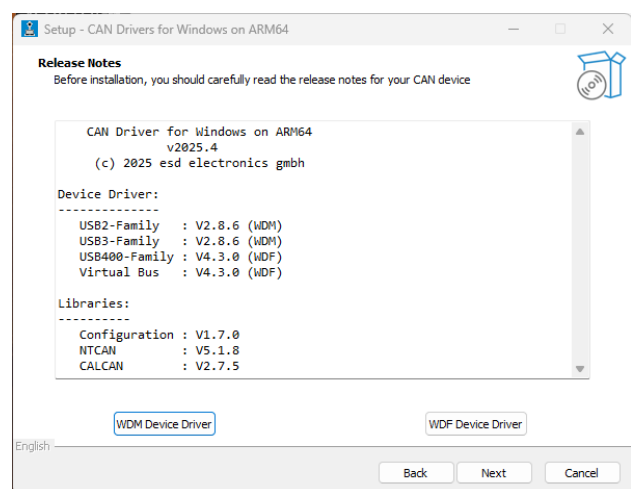 Setup - CAN Drivers for Windows on ARM64
Release Notes
Before installation, you should carefully read the release notes for your CAN device
CAN Driver for Windows on ARM64
v2025.4
(c) 2025 esd electronics gmbh
Device Driver:
--------------
USB2-Family : V2.8.6 (WDM)
USB3-Family : V2.8.6 (WDM)
USB400-Family : V4.3.0 (WDF)
Virtual Bus : V4.3.0 (WDF)
Libraries:
----------
Configuration : V1.7.0
NTCAN : V5.1.8
CALCAN : V2.7.5
WDM Device Driver WDF Device Driver
English
Back Next Cancel